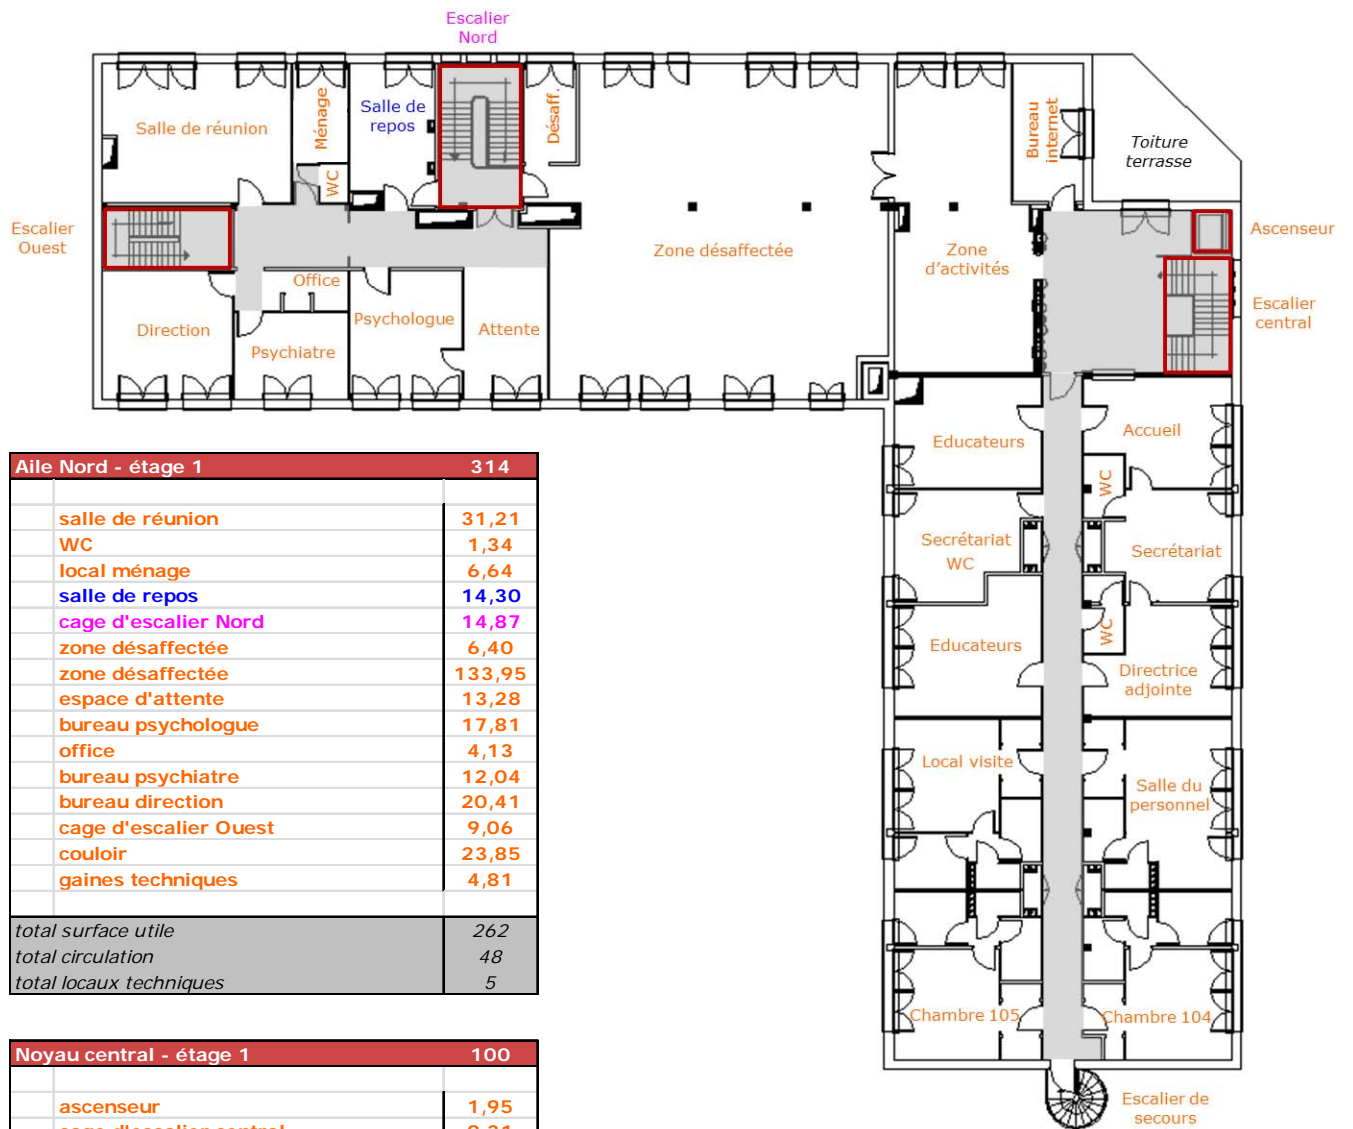 Escalier
Nord
Salle de réunion
Ménage
WC
Salle de
repos
Désaff.
Bureau
internet
Toiture
terrasse
Escalier
Ouest
Zone désaffectée
Zone
d'activités
Ascenseur
Escalier
central
Office
Direction
Psychiatre
Psychologue
Attente
Educateurs
Accueil
WC
Secrétariat
WC
Secrétariat
Educateurs
WC
Directrice
adjointe
Local visite
Salle du
personnel
Chambre 105
Chambre 104
Escalier de
secours
Aile Nord - étage 1 314
salle de réunion 31,21
WC 1,34
local ménage 6,64
salle de repos 14,30
cage d'escalier Nord 14,87
zone désaffectée 6,40
zone désaffectée 133,95
espace d'attente 13,28
bureau psychologue 17,81
office 4,13
bureau psychiatre 12,04
bureau direction 20,41
cage d'escalier Ouest 9,06
couloir 23,85
gaines techniques 4,81
total surface utile 262
total circulation 48
total locaux techniques 5
Noyau central - étage 1 100
ascenseur 1,95